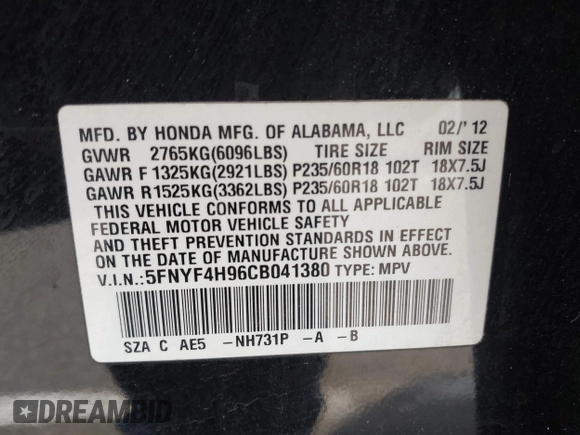 MFD. BY HONDA MFG. OF ALABAMA, LLC 02/'12
GVWR 2765KG(6096LBS) TIRE SIZE RIM SIZE
GAWR F 1325KG(2921LBS) P235/60R18 102T 18X7.5J
GAWR R 1525KG(3362LBS) P235/60R18 102T 18X7.5J
THIS VEHICLE CONFORMS TO ALL APPLICABLE
FEDERAL MOTOR VEHICLE SAFETY
AND THEFT PREVENTION STANDARDS IN EFFECT
ON THE DATE OF MANUFACTURE SHOWN ABOVE.
V.I.N.:5FNYF4H96CB041380 TYPE: MPV
SZA C AE5 -NH731P -A -B
DREAMBID